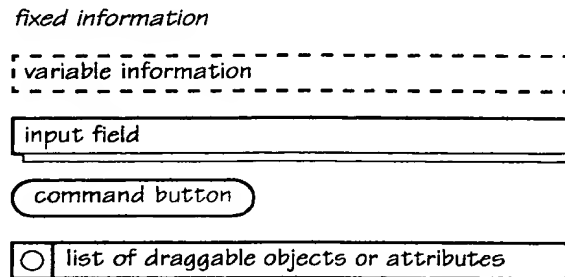 fixed information
variable information
input field
command button
list of draggable objects or attributes